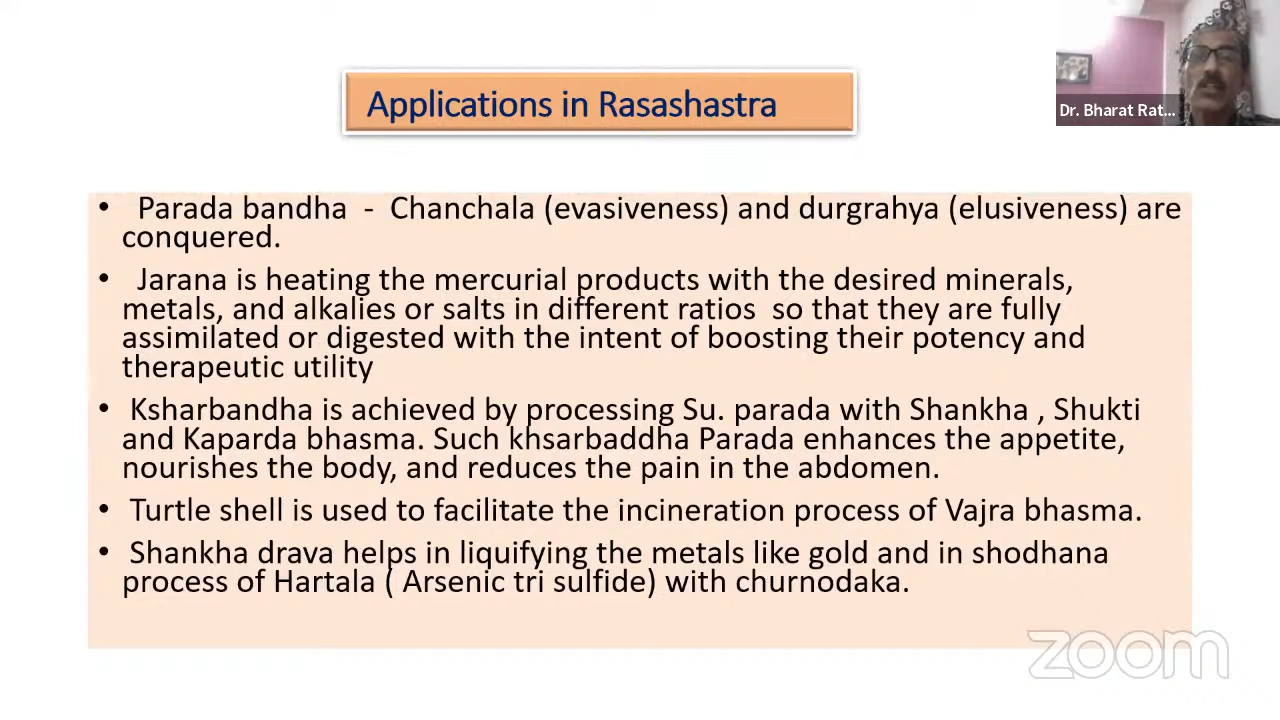 Applications in Rasashastra
Dr. Bharat Rat...
• Parada bandha - Chanchala (evasiveness) and durgrahya (elusiveness) are
conquered.
• Jarana is heating the mercurial products with the desired minerals,
metals, and alkalies or salts in different ratios so that they are fully
assimilated or digested with the intent of boosting their potency and
therapeutic utility
• Ksharbandha is achieved by processing Su. parada with Shankha , Shukti
and Kaparda bhasma. Such khsarbaddha Parada enhances the appetite,
nourishes the body, and reduces the pain in the abdomen.
• Turtle shell is used to facilitate the incineration process of Vajra bhasma.
• Shankha drava helps in liquifying the metals like gold and in shodhana
process of Hartala ( Arsenic tri sulfide) with churnodaka.
zoom